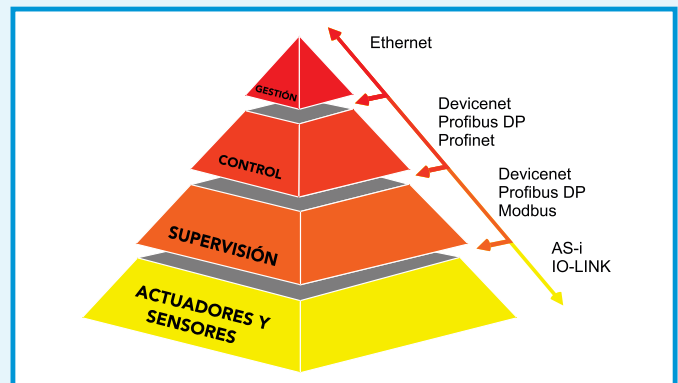 Ethernet
GESTIÓN
Devicenet
Profibus DP
Profinet
CONTROL
Devicenet
Profibus DP
Modbus
SUPERVISIÓN
AS-i
IO-LINK
ACTUADORES Y
SENSORES